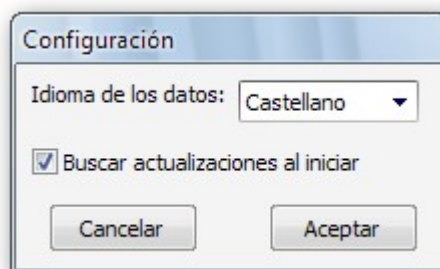 Configuración
Idioma de los datos: Castellano
Buscar actualizaciones al iniciar
Cancelar Aceptar